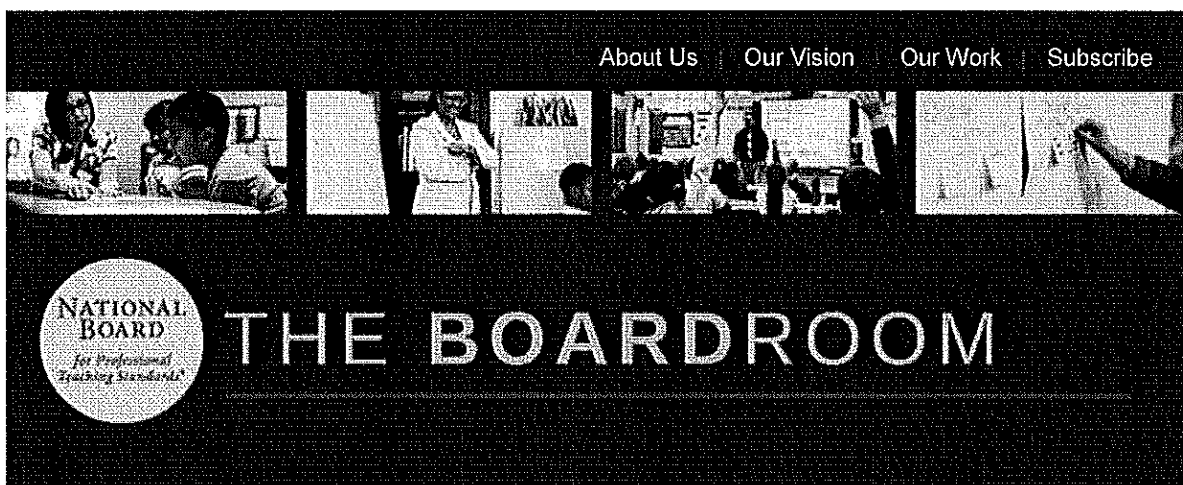 About Us | Our Vision | Our Work | Subscribe
NATIONAL
BOARD
for Professional
Teaching Standards®
THE BOARDROOM